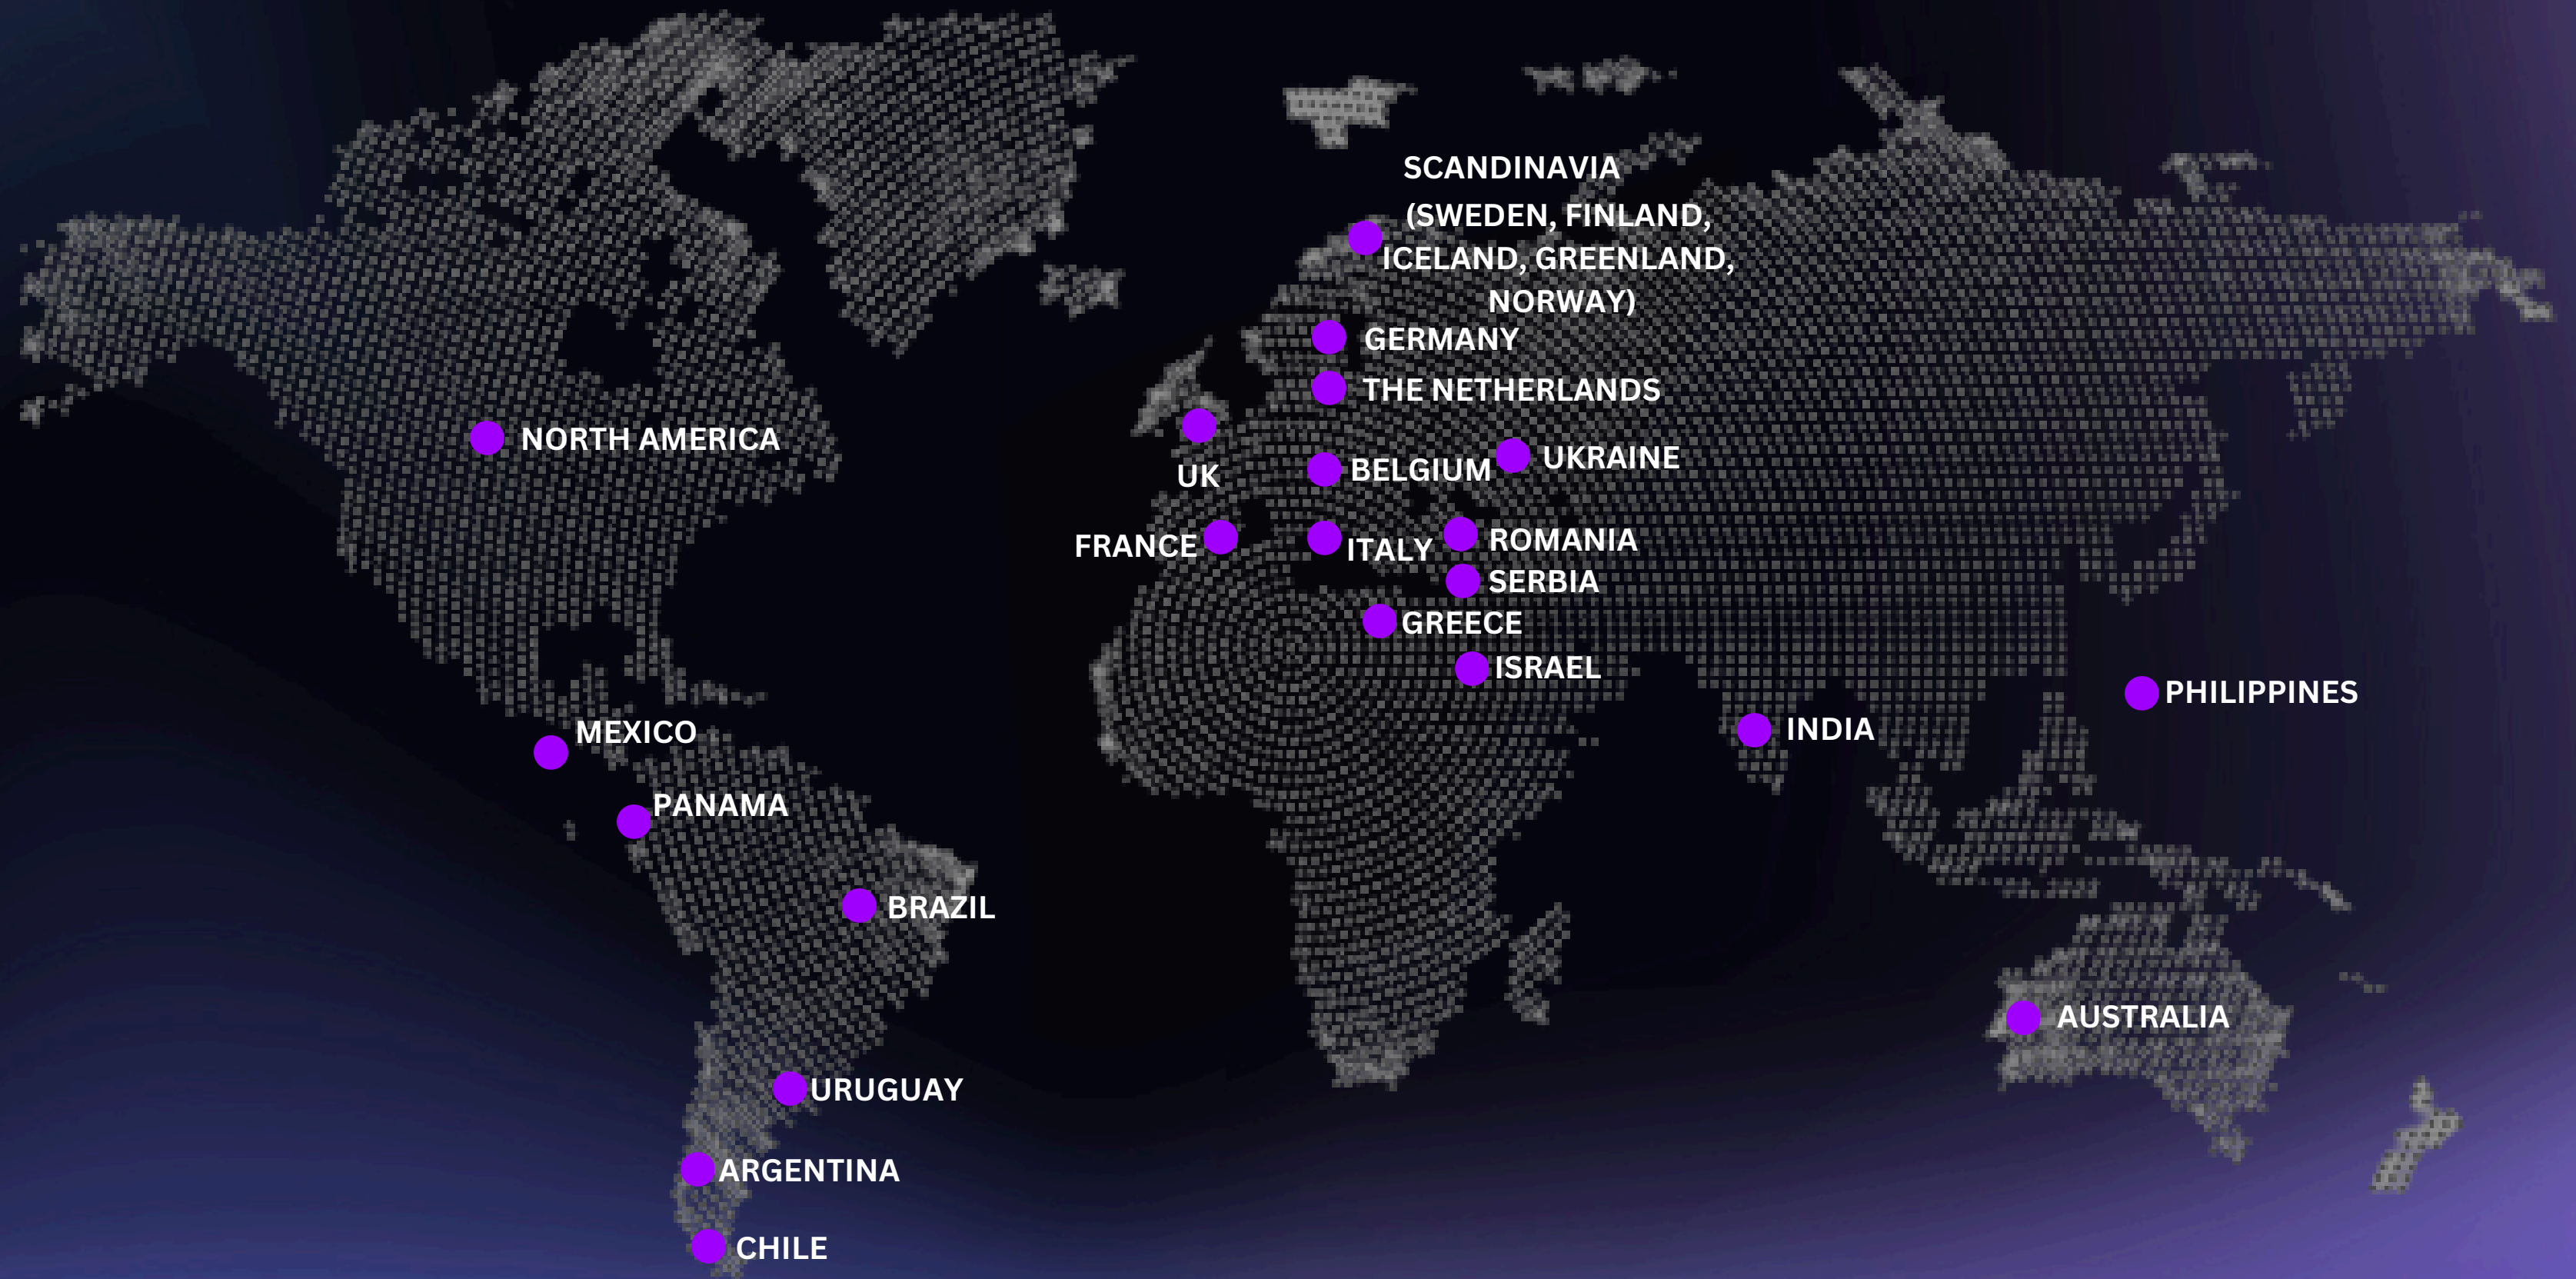 SCANDINAVIA
(SWEDEN, FINLAND,
ICELAND, GREENLAND,
NORWAY)
GERMANY
THE NETHERLANDS
NORTH AMERICA
UK
BELGIUM
UKRAINE
FRANCE
ITALY
ROMANIA
SERBIA
GREECE
ISRAEL
PHILIPPINES
MEXICO
INDIA
PANAMA
BRAZIL
AUSTRALIA
URUGUAY
ARGENTINA
CHILE